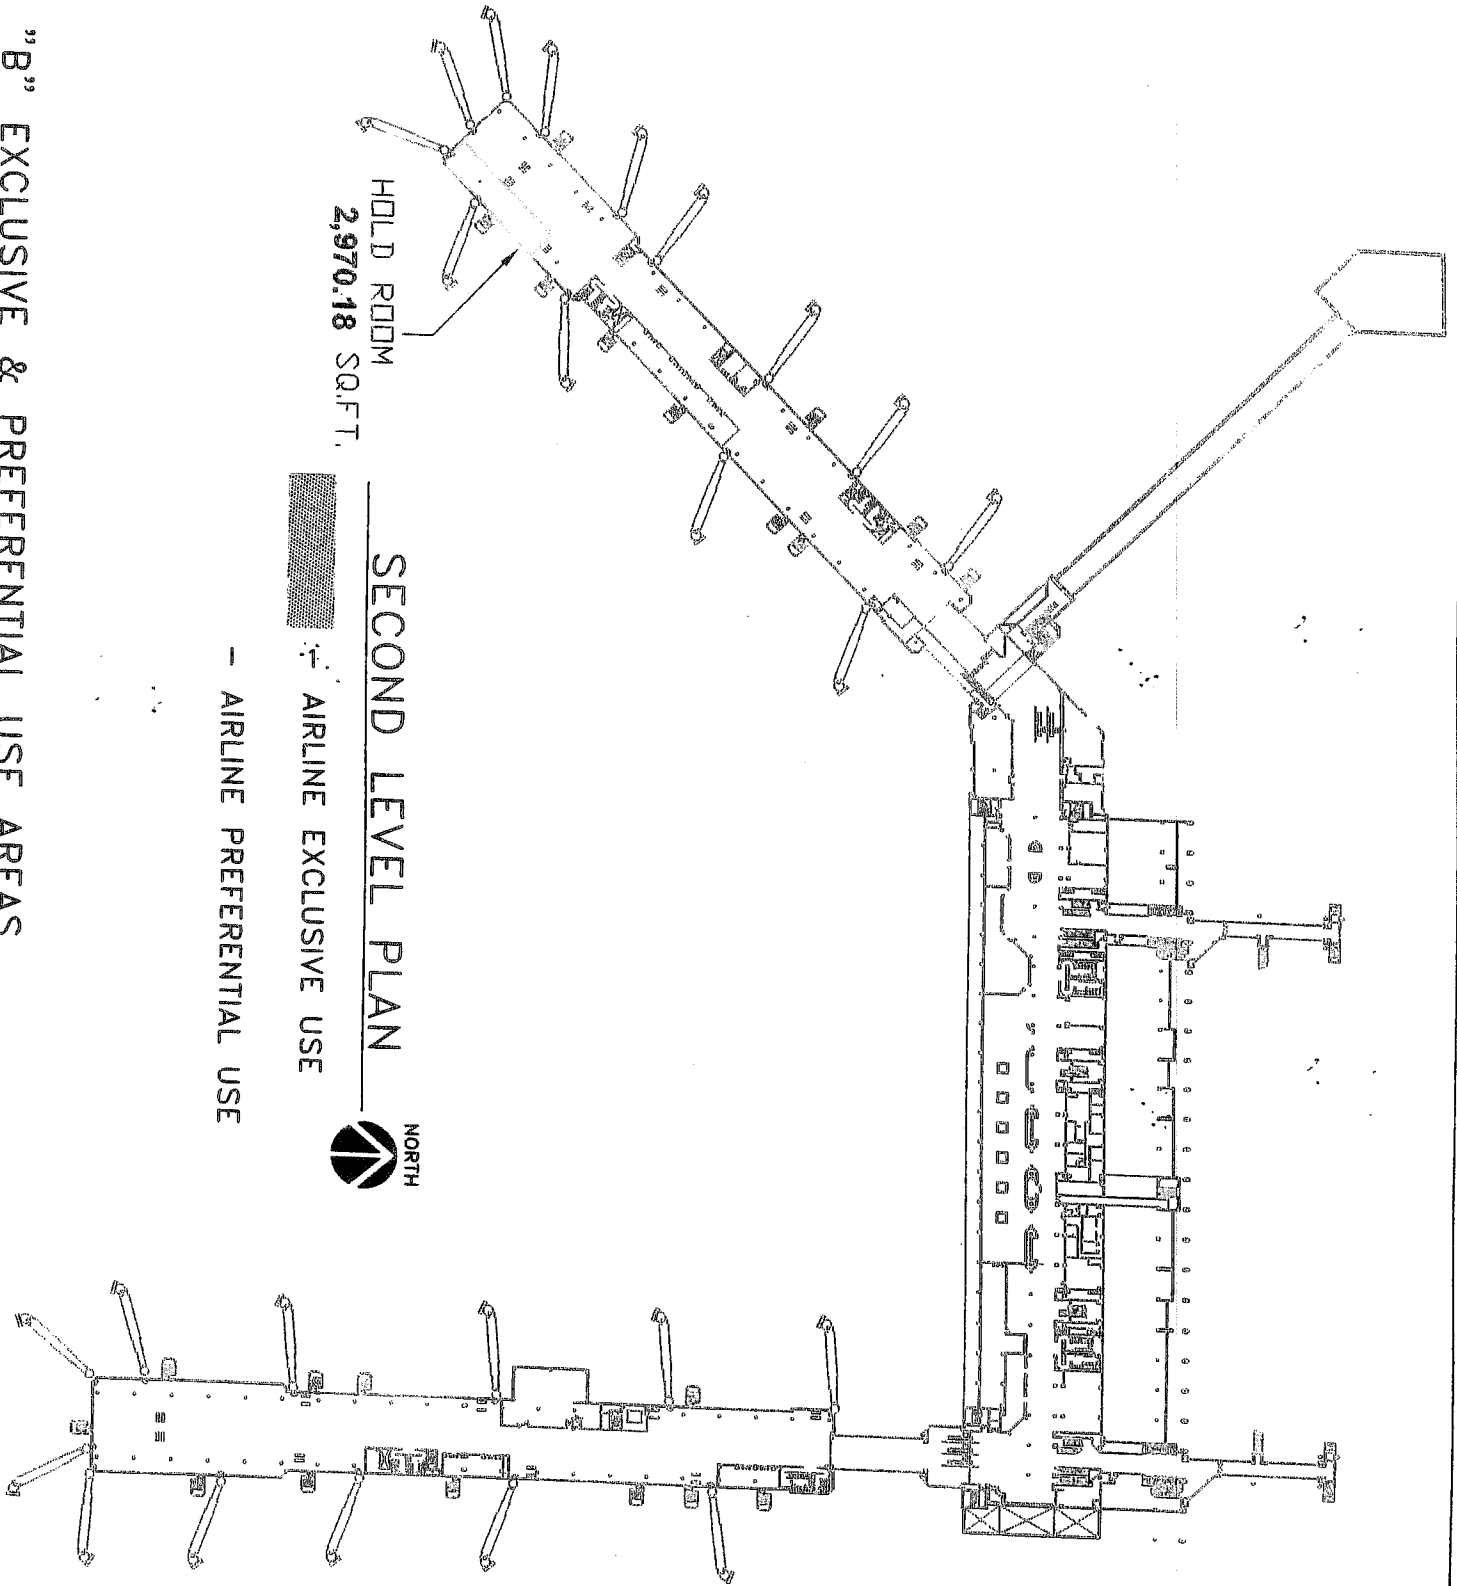 HOLD ROOM
2,970.18 SQ.FT.
SECOND LEVEL PLAN
NORTH
- AIRLINE EXCLUSIVE USE
- AIRLINE PREFERENTIAL USE
"B" EXCLUSIVE & PREFERENTIAL USE AREAS